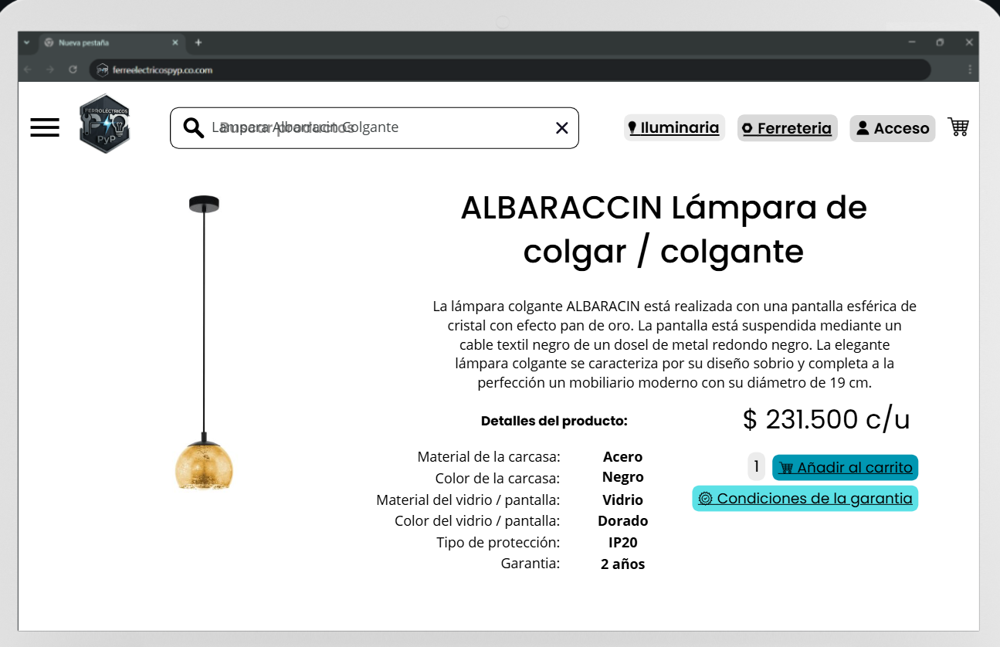 Nueva pestaña
ferreelectricospyp.co.com
FERROLÉCTRICOS
PyP
Lampara Albarracin Colgante
Buscar productos
Iluminaria
Ferreteria
Acceso
ALBARACCIN Lámpara de
colgar / colgante
La lámpara colgante ALBARACIN está realizada con una pantalla esférica de
cristal con efecto pan de oro. La pantalla está suspendida mediante un
cable textil negro de un dosel de metal redondo negro. La elegante
lámpara colgante se caracteriza por su diseño sobrio y completa a la
perfección un mobiliario moderno con su diámetro de 19 cm.
Detalles del producto:
$ 231.500 c/u
Material de la carcasa: Acero
1 Añadir al carrito
Color de la carcasa: Negro
Material del vidrio / pantalla: Vidrio
Condiciones de la garantia
Color del vidrio / pantalla: Dorado
Tipo de protección: IP20
Garantia: 2 años